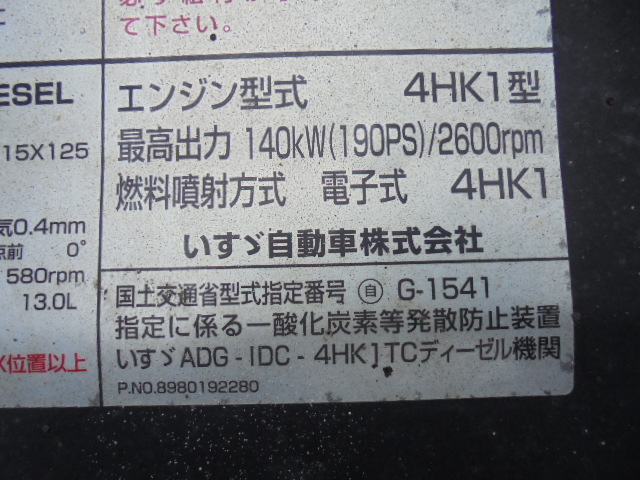 て下さい。
ESEL
15X125
気0.4mm
点前 0°
580rpm
13.0L
位置以上
エンジン型式 4HK1型
最高出力 140kW(190PS)/2600rpm
燃料噴射方式 電子式 4HK1
いすゞ自動車株式会社
国土交通省型式指定番号 ㊐ G-1541
指定に係る一酸化炭素等発散防止装置
いすゞADG-IDC-4HK1TCディーゼル機関
P.NO.8980192280